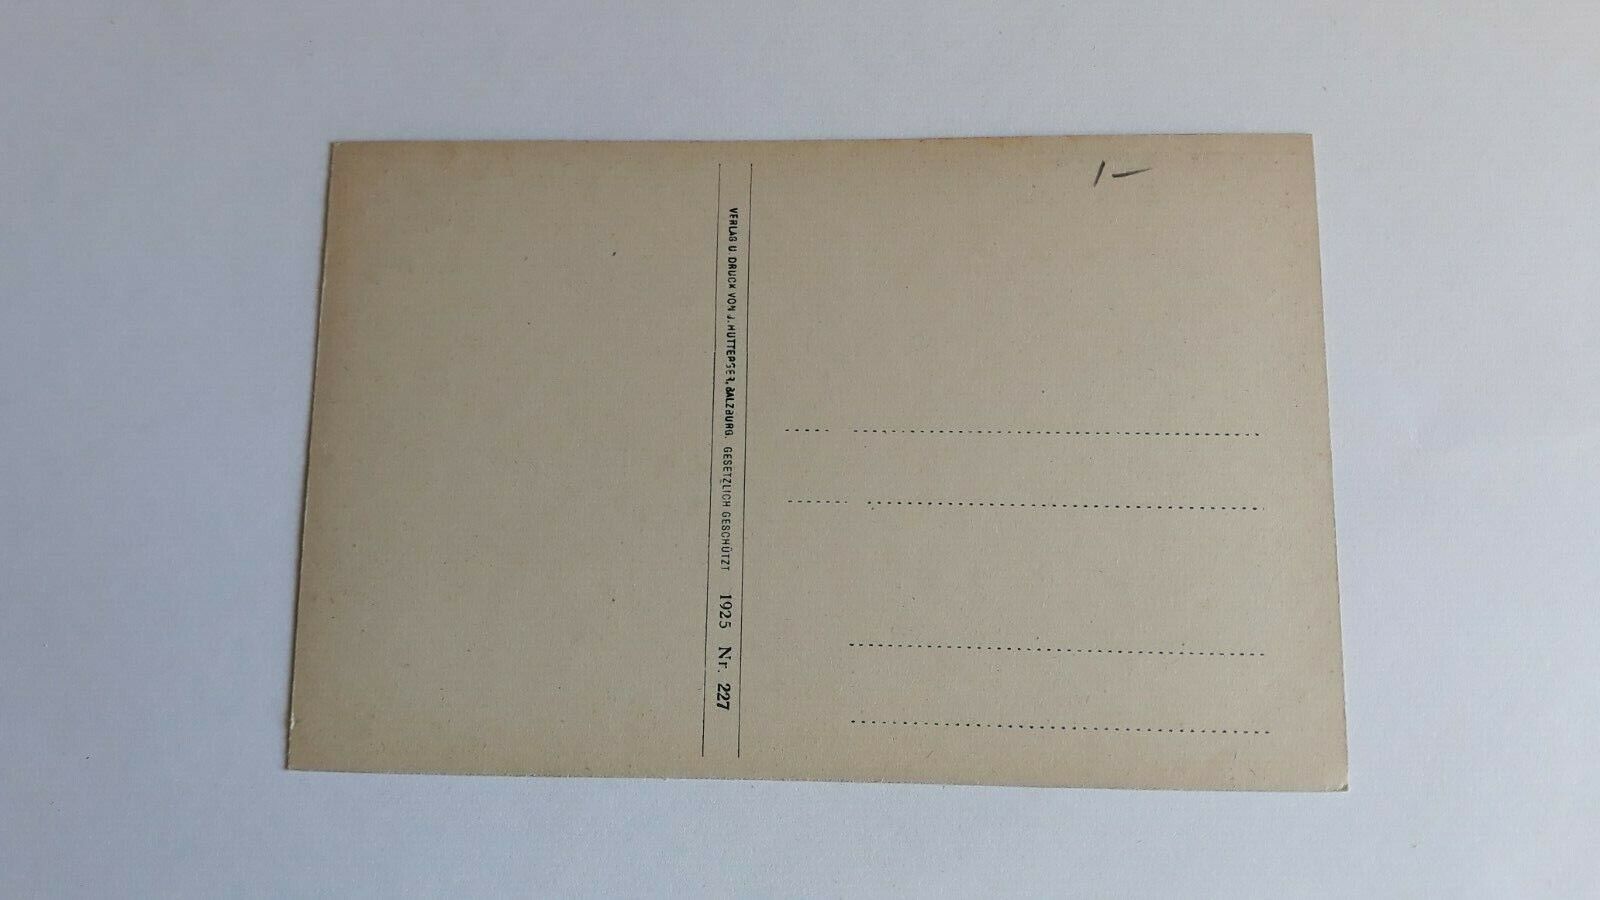 VERLAG U. DRUCK VON J. HUTTEGGER, SALZBURG. GESETZLICH GESCHÜTZT 1925 Nr. 227
1-